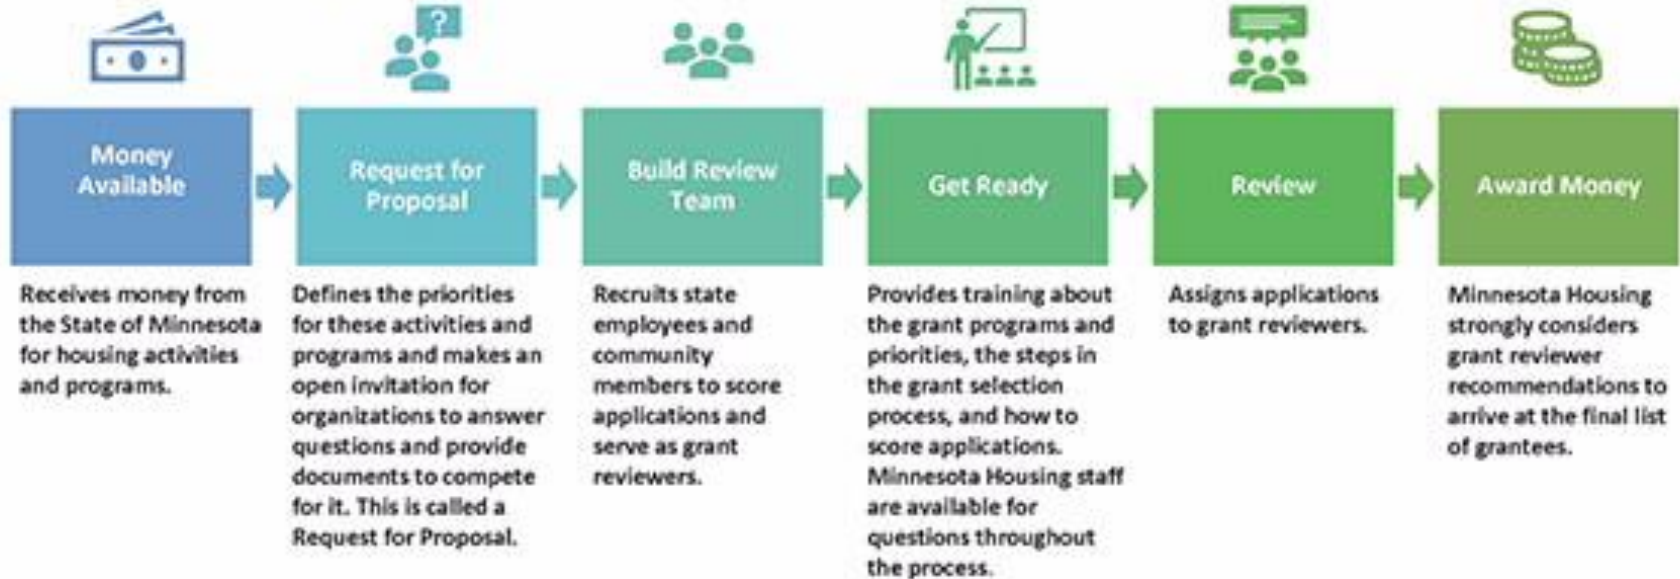 ?
Money
Available
Request for
Proposal
Build Review
Team
Get Ready
Review
Award Money
Receives money from
the State of Minnesota
for housing activities
and programs.
Defines the priorities
for these activities and
programs and makes an
open invitation for
organizations to answer
questions and provide
documents to compete
for it. This is called a
Request for Proposal.
Recruits state
employees and
community
members to score
applications and
serve as grant
reviewers.
Provides training about
the grant programs and
priorities, the steps in
the grant selection
process, and how to
score applications.
Minnesota Housing staff
are available for
questions throughout
the process.
Assigns applications
to grant reviewers.
Minnesota Housing
strongly considers
grant reviewer
recommendations to
arrive at the final list
of grantees.